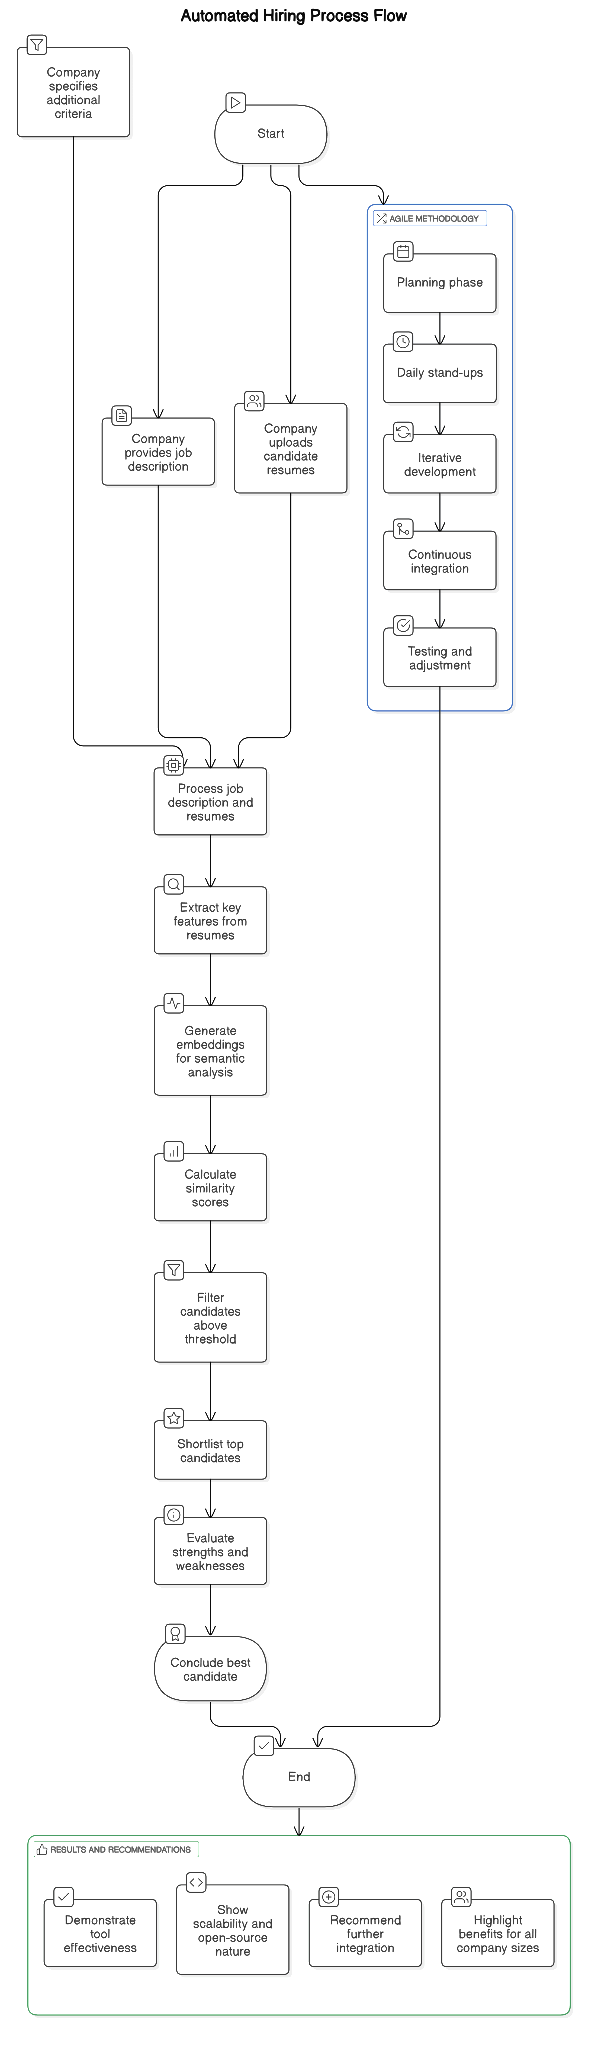 Automated Hiring Process Flow
Company
specifies
additional
criteria
Start
AGILE METHODOLOGY
Planning phase
Daily stand-ups
Iterative
development
Continuous
integration
Testing and
adjustment
Company
provides job
description
Company
uploads
candidate
resumes
Process job
description and
resumes
Extract key
features from
resumes
Generate
embeddings
for semantic
analysis
Calculate
similarity
scores
Filter
candidates
above
threshold
Shortlist top
candidates
Evaluate
strengths and
weaknesses
Conclude best
candidate
End
RESULTS AND RECOMMENDATIONS
Demonstrate
tool
effectiveness
Show
scalability and
open-source
nature
Recommend
further
integration
Highlight
benefits for all
company sizes